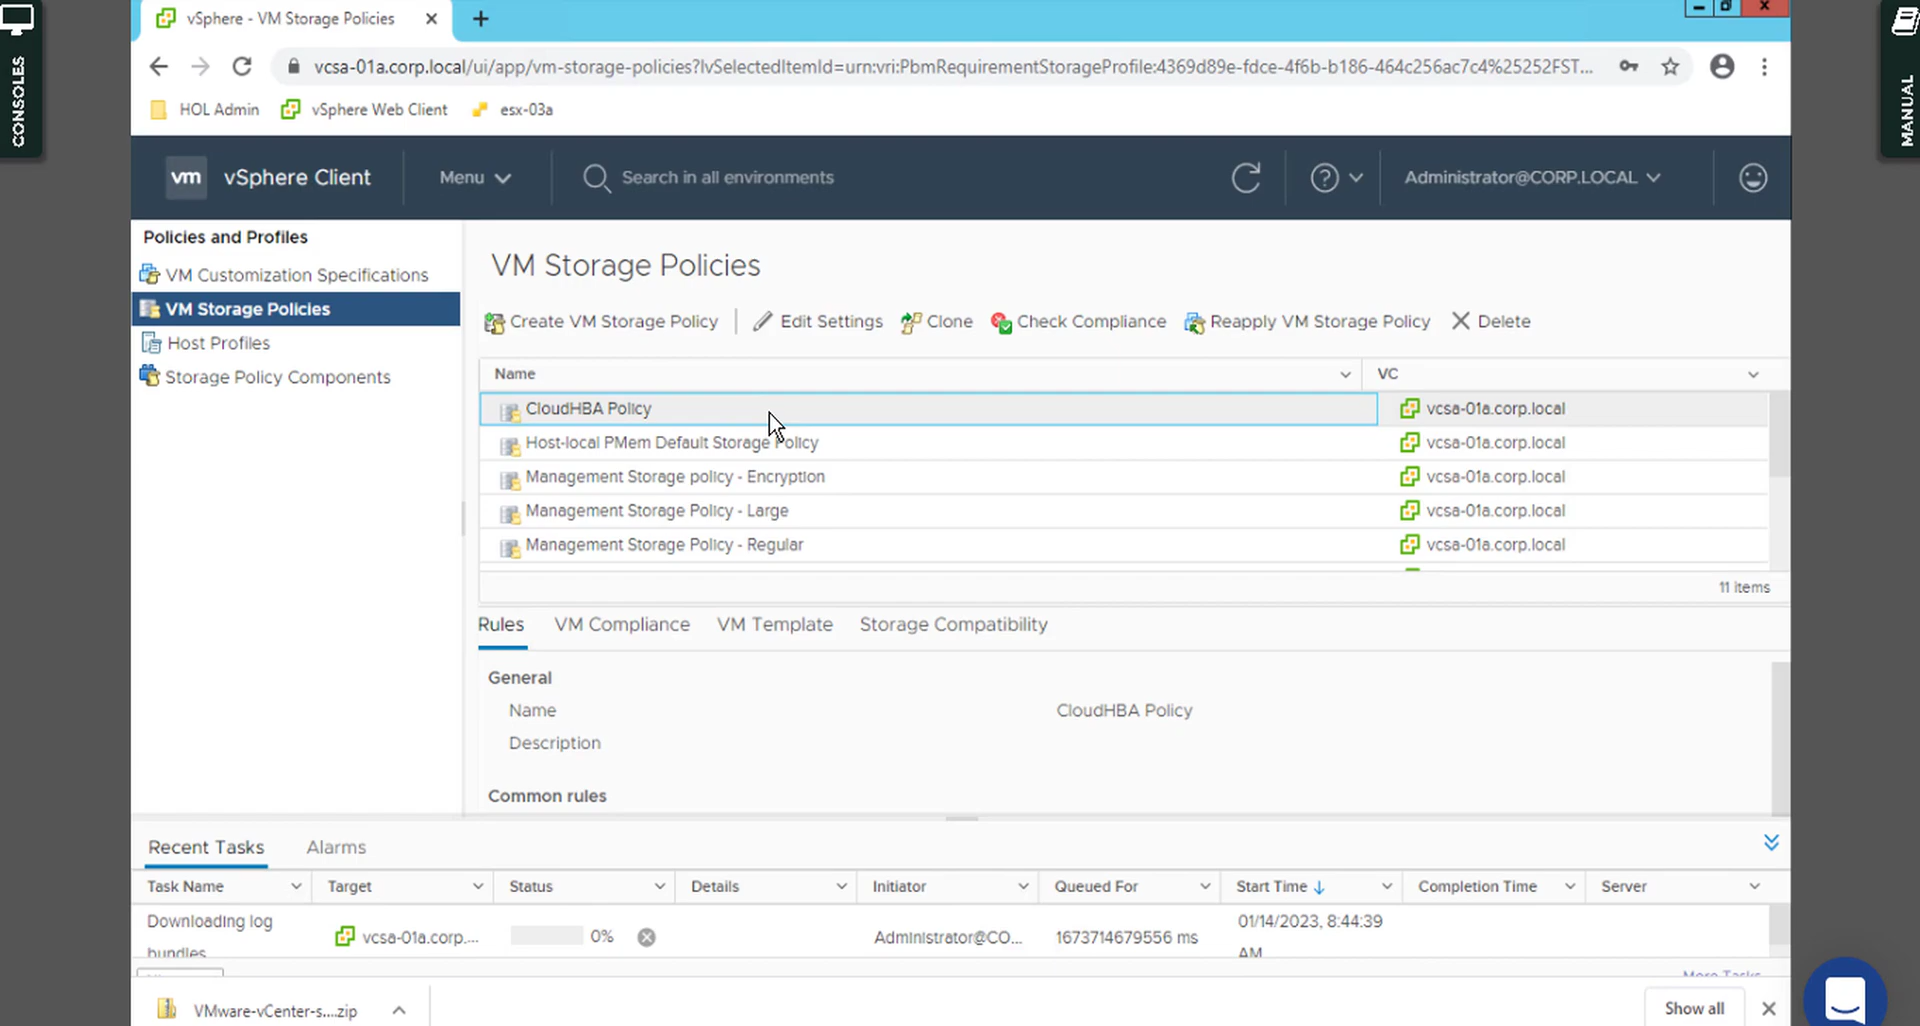 CONSOLES
MANUAL
vSphere - VM Storage Policies
vcsa-01a.corp.local/ui/app/vm-storage-policies?lvSelectedItemId=urn:vri:PbmRequirementStorageProfile:4369d89e-fdce-4f6b-b186-464c256ac7c4%25252FST...
HOL Admin vSphere Web Client esx-03a
vm vSphere Client Menu Search in all environments Administrator@CORP.LOCAL
Policies and Profiles
VM Customization Specifications
VM Storage Policies
Host Profiles
Storage Policy Components
VM Storage Policies
Create VM Storage Policy Edit Settings Clone Check Compliance Reapply VM Storage Policy Delete
Name VC
CloudHBA Policy vcsa-01a.corp.local
Host-local PMem Default Storage Policy vcsa-01a.corp.local
Management Storage policy - Encryption vcsa-01a.corp.local
Management Storage Policy - Large vcsa-01a.corp.local
Management Storage Policy - Regular vcsa-01a.corp.local
11 items
Rules VM Compliance VM Template Storage Compatibility
General
Name CloudHBA Policy
Description
Common rules
Recent Tasks Alarms
Task Name Target Status Details Initiator Queued For Start Time Completion Time Server
Downloading log bundles vcsa-01a.corp.... 0% Administrator@CO... 1673714679556 ms 01/14/2023, 8:44:39 AM
More Tasks
VMware-vCenter-s....zip Show all